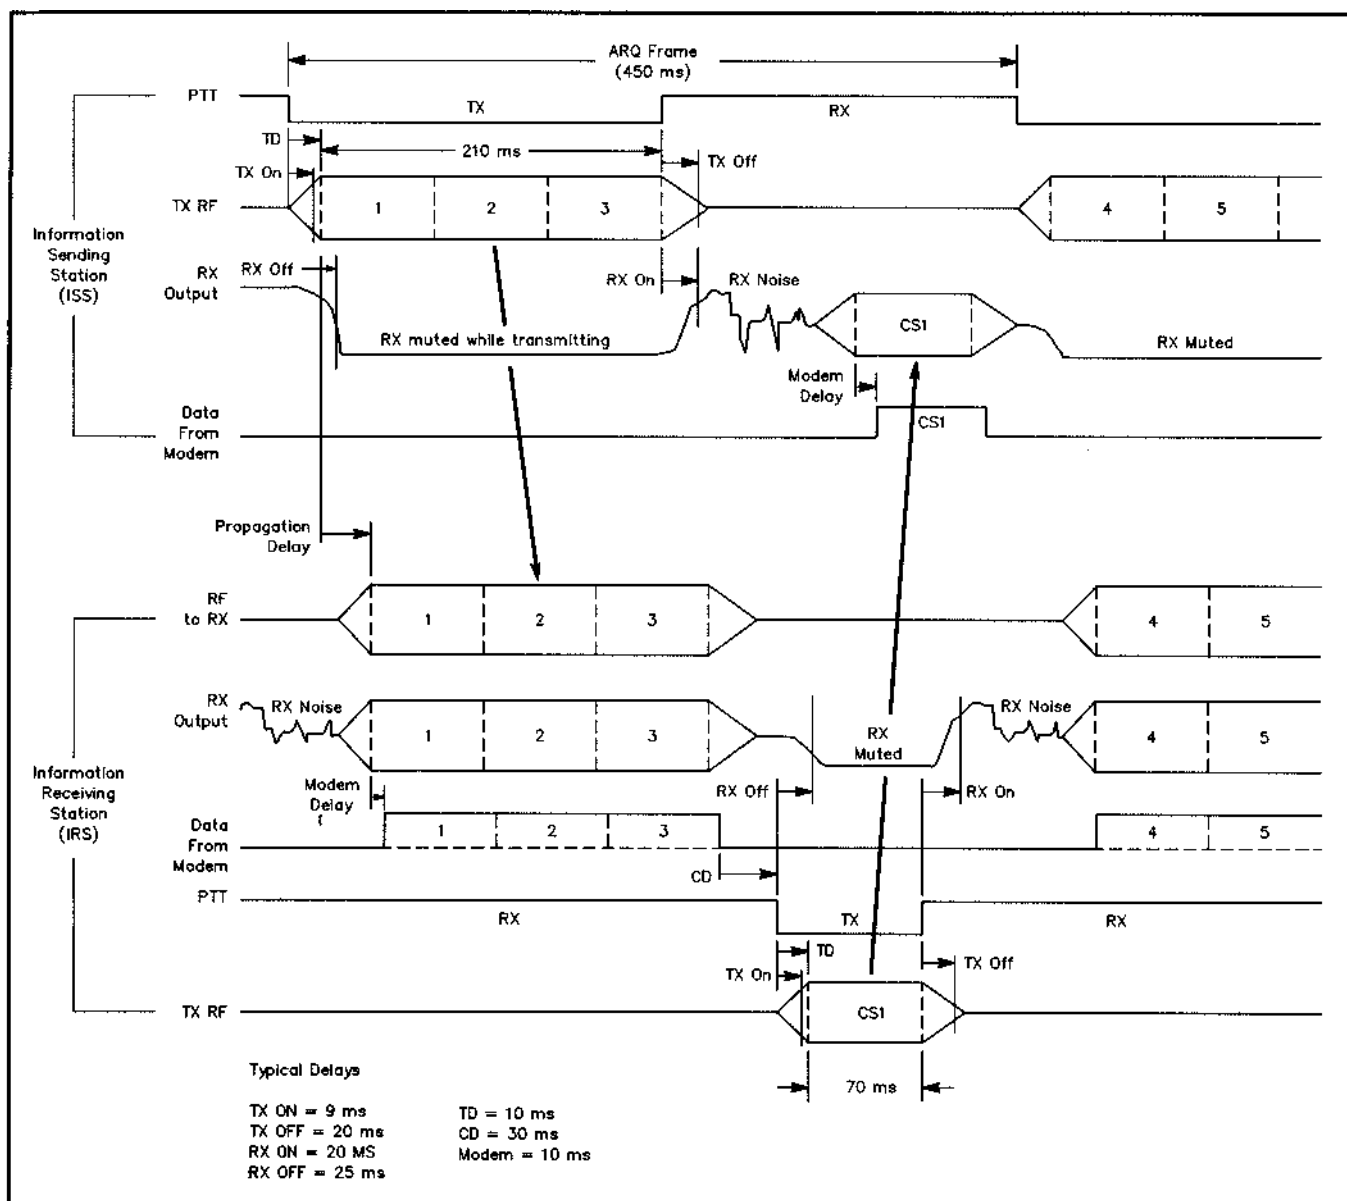 ARQ Frame
(450 ms)
PTT
TX
RX
TD
210 ms
TX Off
TX On
TX RF
1
2
3
4
5
Information
Sending
Station
(ISS)
RX Off
RX On
RX Noise
RX
Output
CS1
RX muted while transmitting
RX Muted
Modem
Delay
Data
From
Modem
CS1
Propagation
Delay
RF
to RX
1
2
3
4
5
RX
Output
RX Noise
1
2
3
RX
Muted
RX Noise
4
5
Information
Receiving
Station
(IRS)
Modem
Delay
RX Off
RX On
Data
From
Modem
1
2
3
4
5
CD
PTT
RX
TX
RX
TD
TX On
TX Off
TX RF
CS1
70 ms
Typical Delays
TX ON = 9 ms
TX OFF = 20 ms
RX ON = 20 MS
RX OFF = 25 ms
TD = 10 ms
CD = 30 ms
Modem = 10 ms